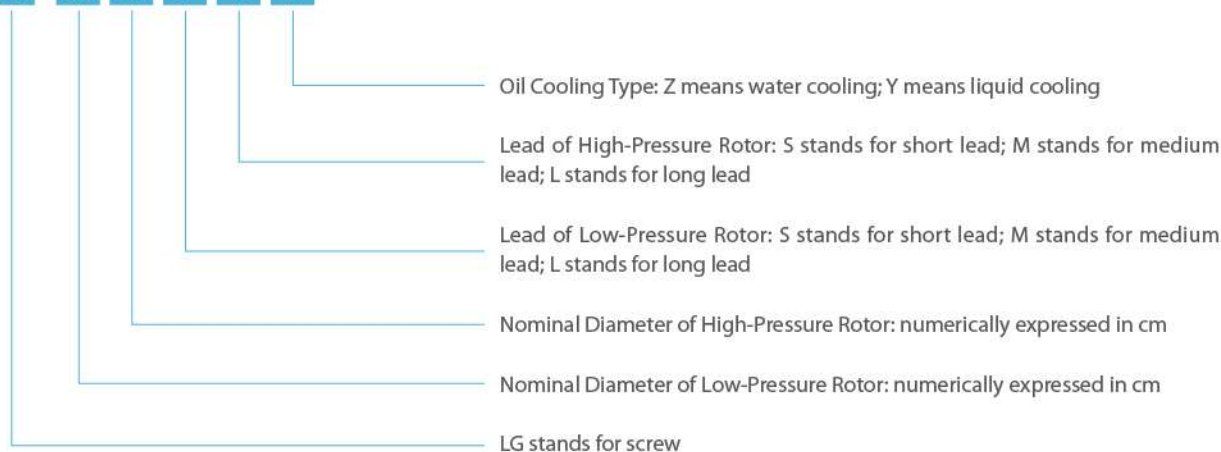 Oil Cooling Type: Z means water cooling; Y means liquid cooling
Lead of High-Pressure Rotor: S stands for short lead; M stands for medium
lead; L stands for long lead
Lead of Low-Pressure Rotor: S stands for short lead; M stands for medium
lead; L stands for long lead
Nominal Diameter of High-Pressure Rotor: numerically expressed in cm
Nominal Diameter of Low-Pressure Rotor: numerically expressed in cm
LG stands for screw